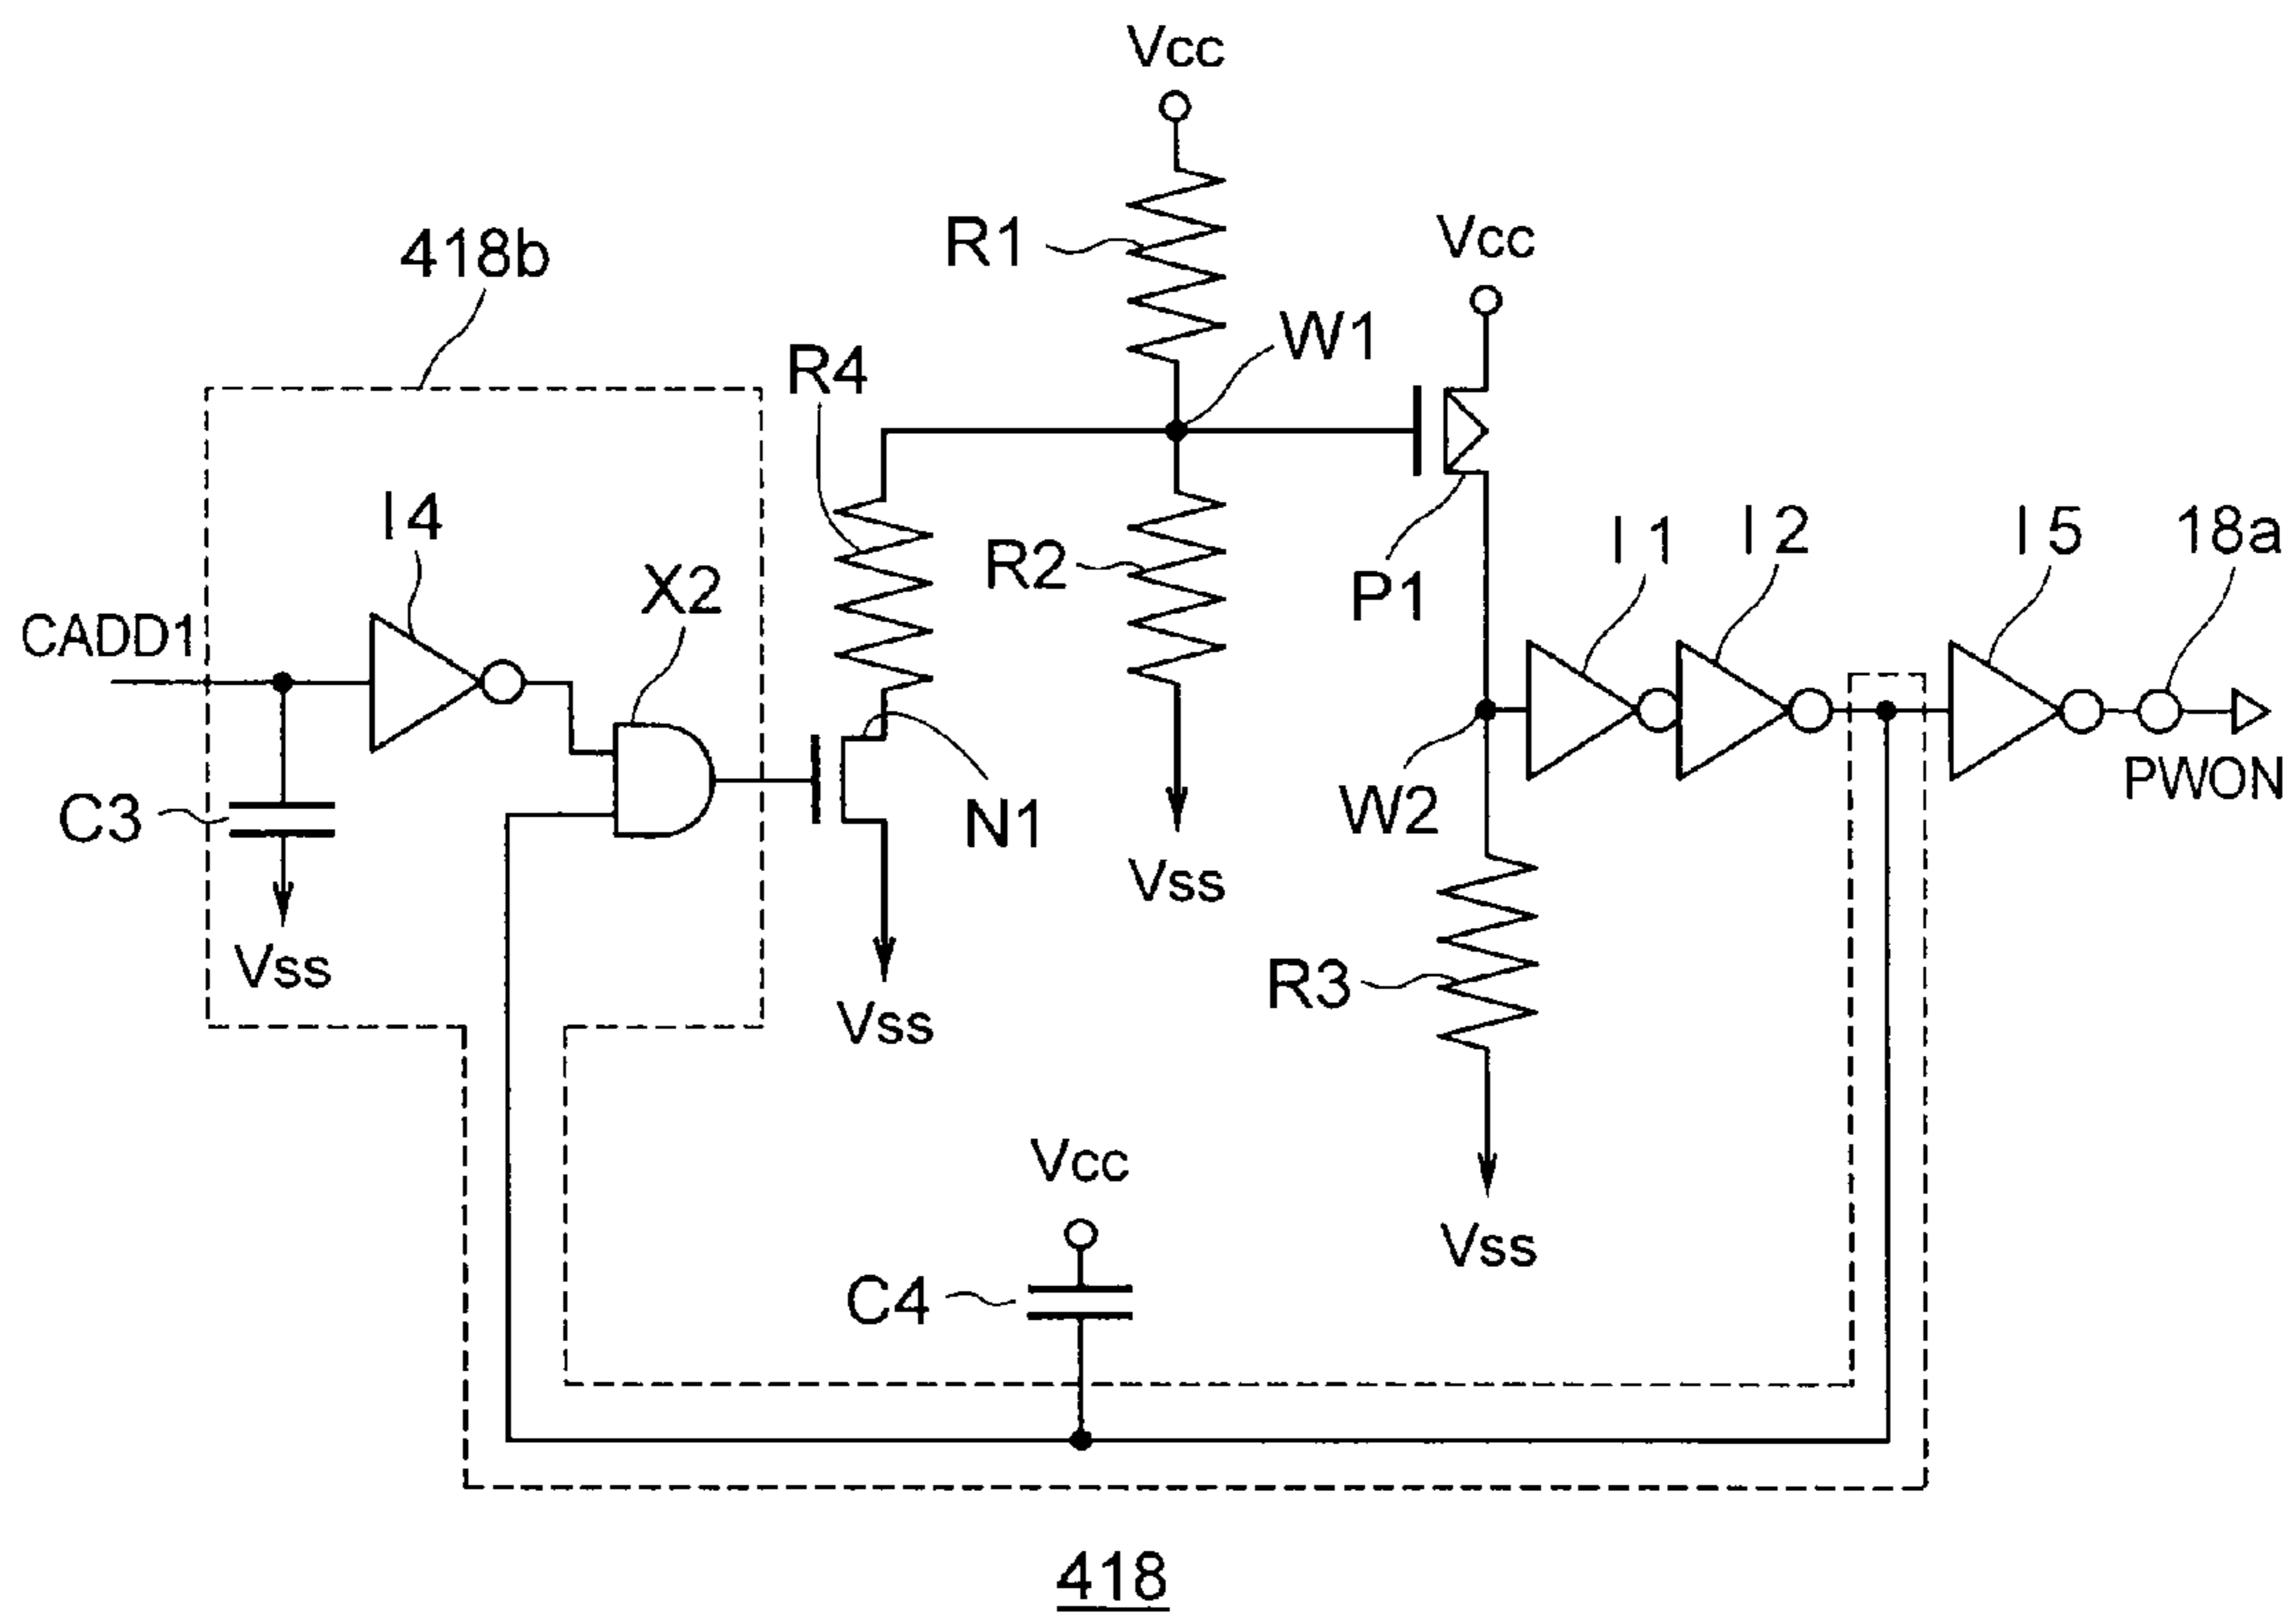 Vcc
R1
Vcc
418b
W1
R4
I4
X2
R2
P1
I1
I2
I5
18a
CADD1
PWON
C3
N1
W2
Vss
Vss
R3
Vss
Vcc
Vss
C4
418